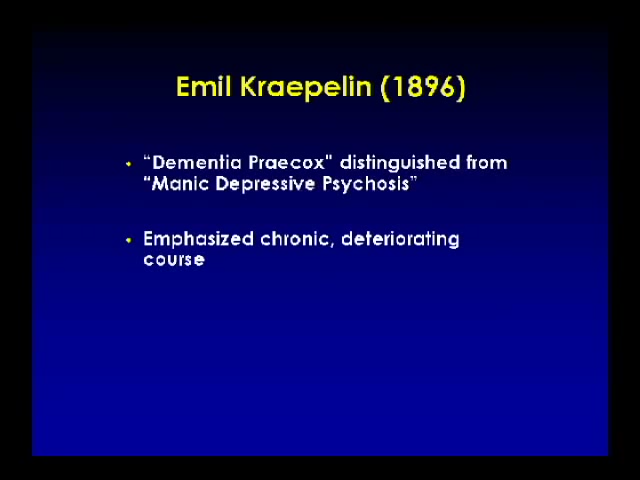 Emil Kraepelin (1896)
• “Dementia Praecox” distinguished from
“Manic Depressive Psychosis”
• Emphasized chronic, deteriorating
course